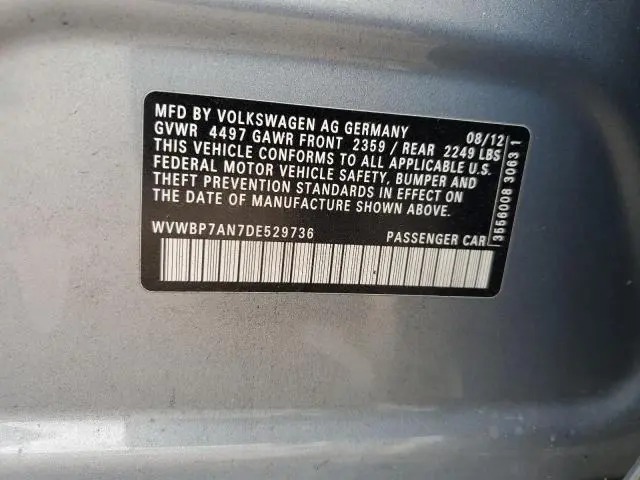 MFD BY VOLKSWAGEN AG GERMANY 08/12
GVWR 4497 GAWR FRONT 2359 / REAR 2249 LBS
THIS VEHICLE CONFORMS TO ALL APPLICABLE U.S.
FEDERAL MOTOR VEHICLE SAFETY, BUMPER AND
THEFT PREVENTION STANDARDS IN EFFECT ON
THE DATE OF MANUFACTURE SHOWN ABOVE.
WVWBP7AN7DE529736 PASSENGER CAR
3556008 3063 1